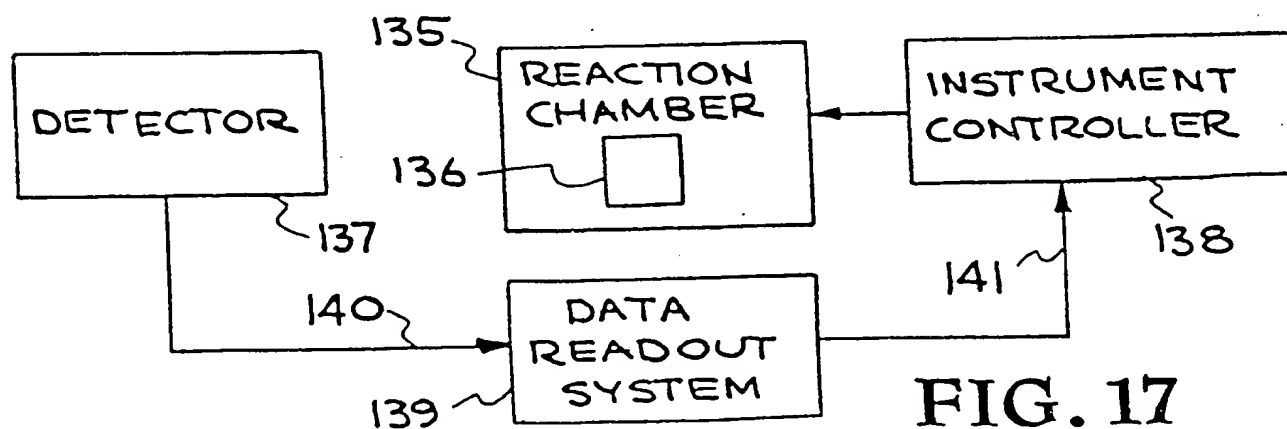 135
REACTION
CHAMBER
136
DETECTOR
137
INSTRUMENT
CONTROLLER
138
140
141
DATA
READOUT
SYSTEM
139
FIG. 17